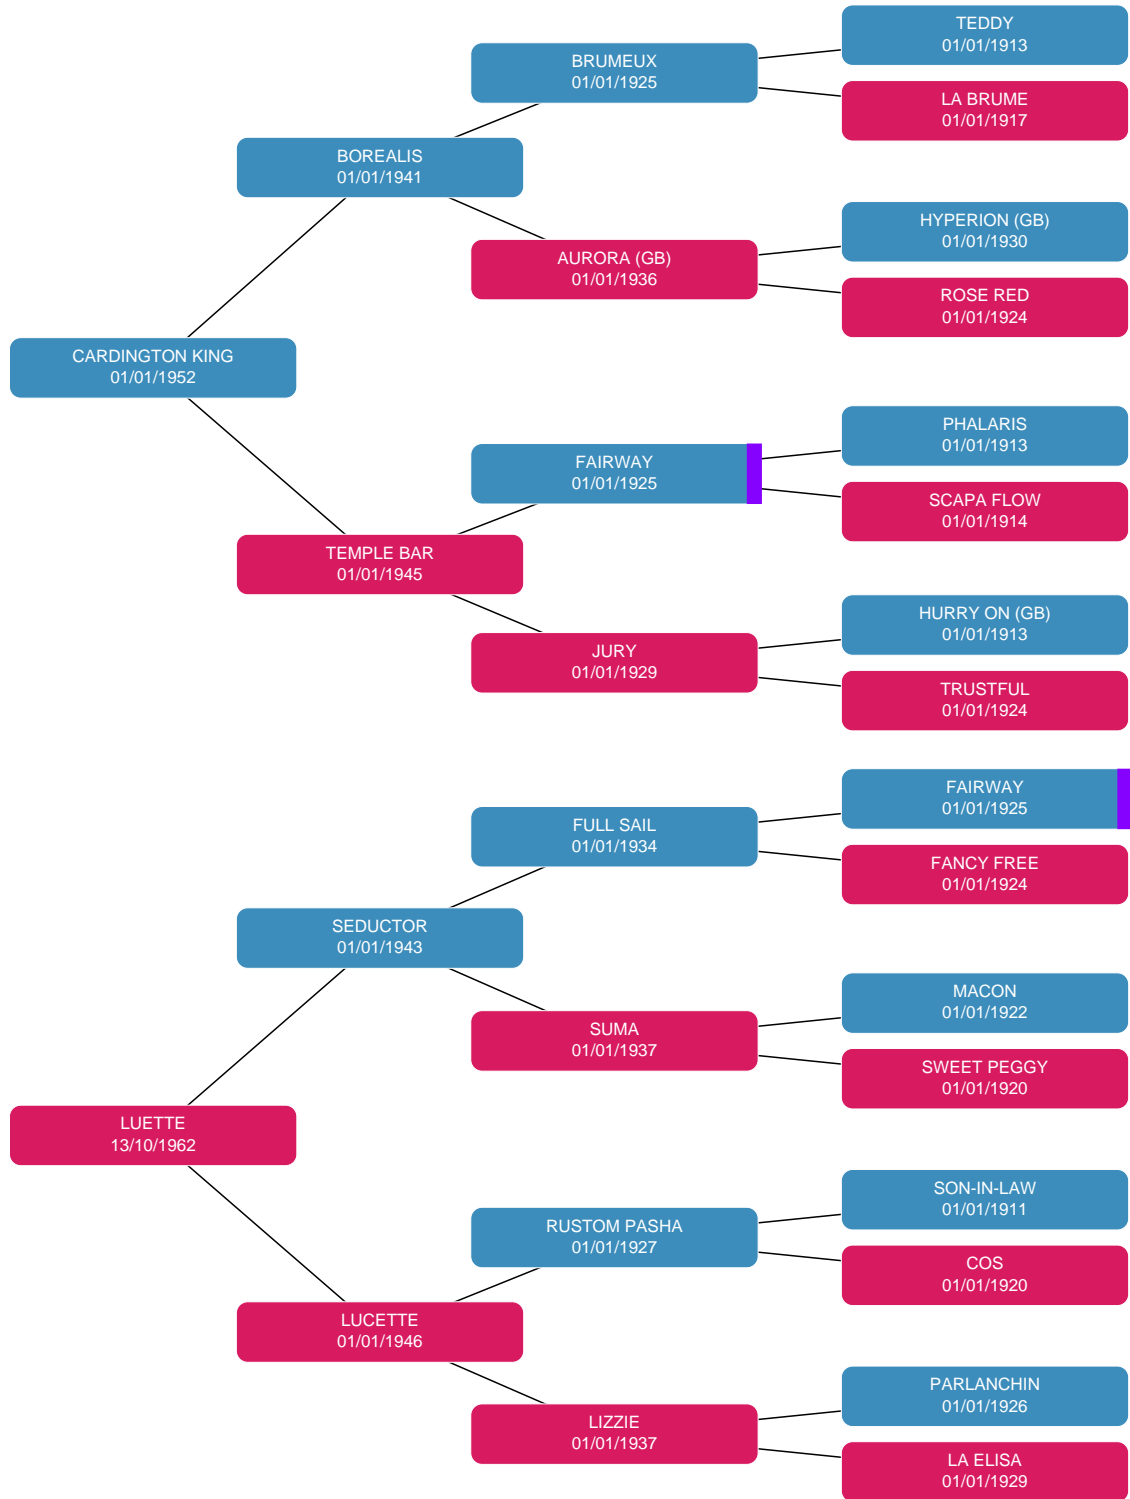 TEDDY
01/01/1913
BRUMEUX
01/01/1925
LA BRUME
01/01/1917
BOREALIS
01/01/1941
HYPERION (GB)
01/01/1930
AURORA (GB)
01/01/1936
ROSE RED
01/01/1924
CARDINGTON KING
01/01/1952
PHALARIS
01/01/1913
FAIRWAY
01/01/1925
SCAPA FLOW
01/01/1914
TEMPLE BAR
01/01/1945
HURRY ON (GB)
01/01/1913
JURY
01/01/1929
TRUSTFUL
01/01/1924
FAIRWAY
01/01/1925
FULL SAIL
01/01/1934
FANCY FREE
01/01/1924
SEDUCTOR
01/01/1943
MACON
01/01/1922
SUMA
01/01/1937
SWEET PEGGY
01/01/1920
LUETTE
13/10/1962
SON-IN-LAW
01/01/1911
RUSTOM PASHA
01/01/1927
COS
01/01/1920
LUCETTE
01/01/1946
PARLANCHIN
01/01/1926
LIZZIE
01/01/1937
LA ELISA
01/01/1929